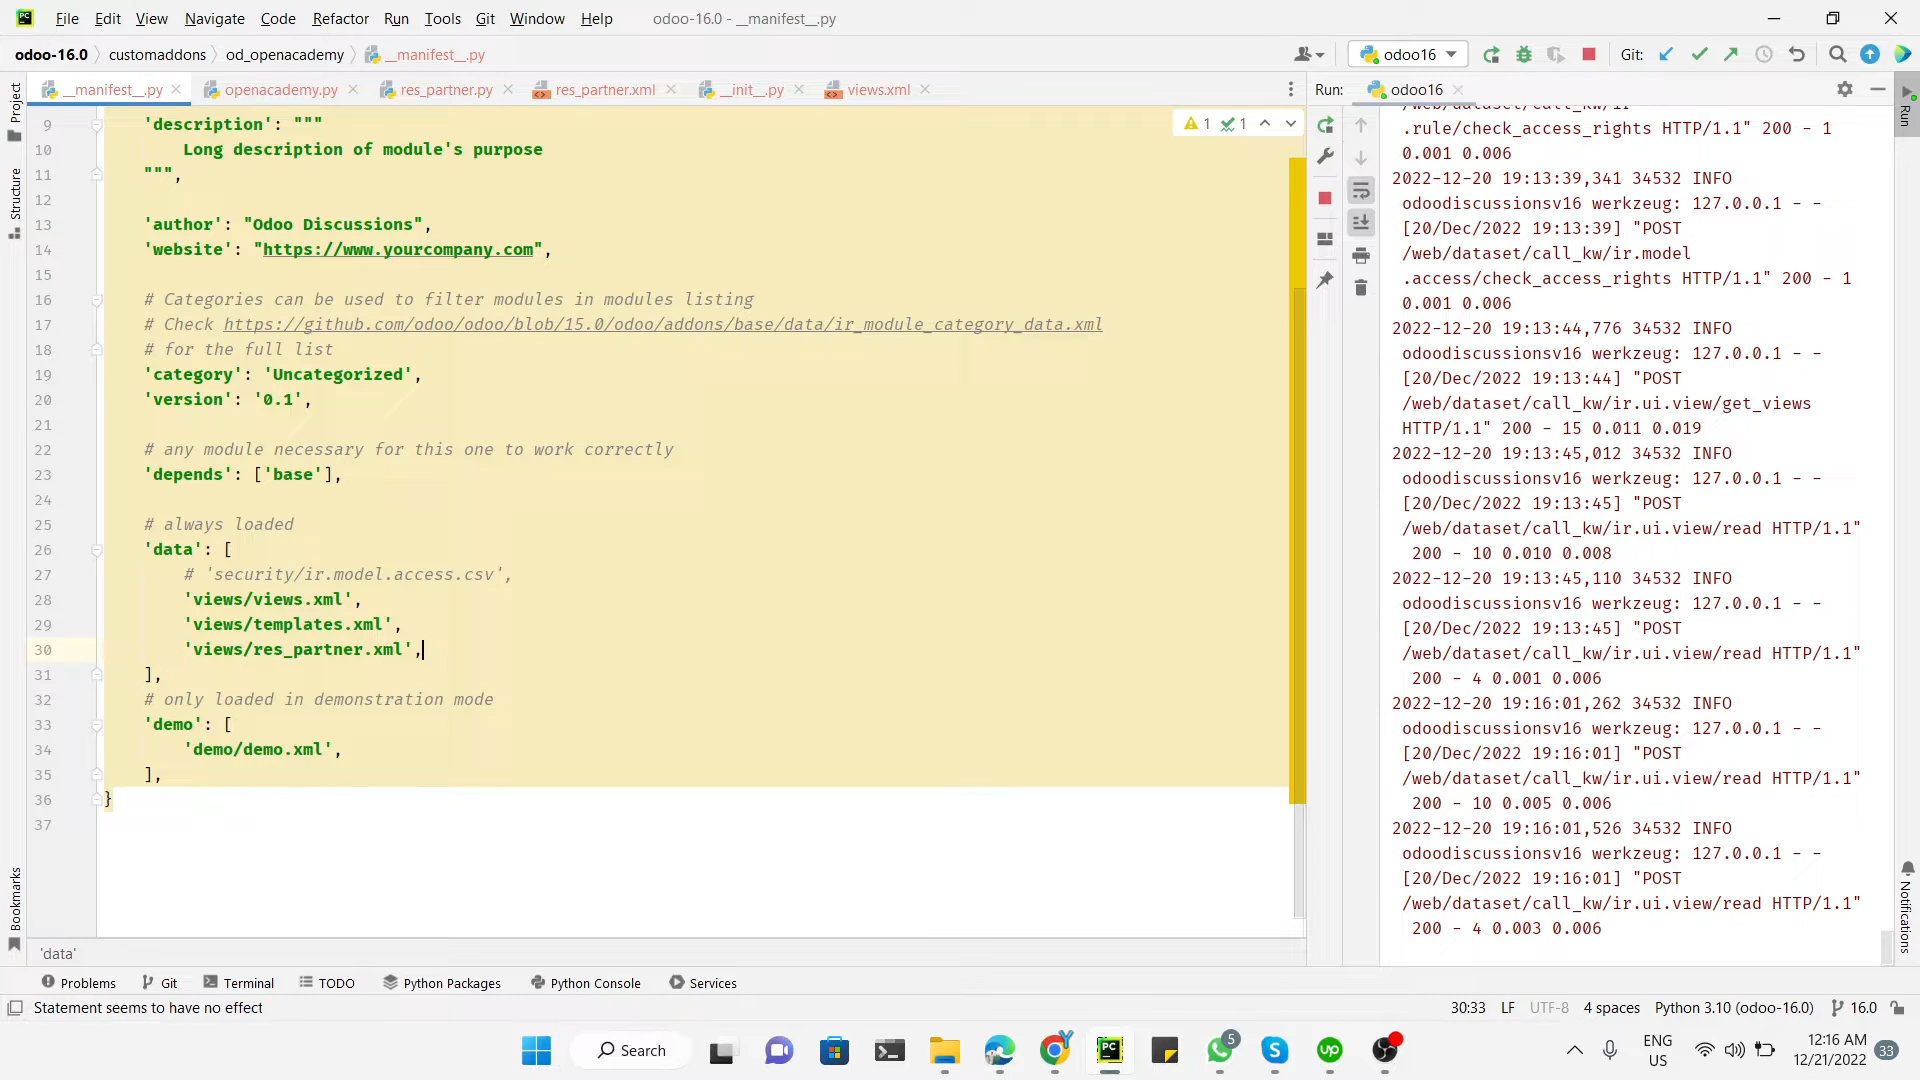 File Edit View Navigate Code Refactor Run Tools Git Window Help odoo-16.0 - __manifest__.py
odoo-16.0 customaddons od_openacademy __manifest__.py odoo16 Git:
__manifest__.py openacademy.py res_partner.py res_partner.xml __init__.py views.xml
Run: odoo16
Project
Structure
Bookmarks
1 1
9 'description': """
10 Long description of module's purpose
11 """,
12
13 'author': "Odoo Discussions",
14 'website': "https://www.yourcompany.com",
15
16 # Categories can be used to filter modules in modules listing
17 # Check https://github.com/odoo/odoo/blob/15.0/odoo/addons/base/data/ir_module_category_data.xml
18 # for the full list
19 'category': 'Uncategorized',
20 'version': '0.1',
21
22 # any module necessary for this one to work correctly
23 'depends': ['base'],
24
25 # always loaded
26 'data': [
27 # 'security/ir.model.access.csv',
28 'views/views.xml',
29 'views/templates.xml',
30 'views/res_partner.xml',
31 ],
32 # only loaded in demonstration mode
33 'demo': [
34 'demo/demo.xml',
35 ],
36 }
37
'data'
/web/dataset/call_kw/ir
.rule/check_access_rights HTTP/1.1" 200 - 1
0.001 0.006
2022-12-20 19:13:39,341 34532 INFO
odoodiscussionsv16 werkzeug: 127.0.0.1 - -
[20/Dec/2022 19:13:39] "POST
/web/dataset/call_kw/ir.model
.access/check_access_rights HTTP/1.1" 200 - 1
0.001 0.006
2022-12-20 19:13:44,776 34532 INFO
odoodiscussionsv16 werkzeug: 127.0.0.1 - -
[20/Dec/2022 19:13:44] "POST
/web/dataset/call_kw/ir.ui.view/get_views
HTTP/1.1" 200 - 15 0.011 0.019
2022-12-20 19:13:45,012 34532 INFO
odoodiscussionsv16 werkzeug: 127.0.0.1 - -
[20/Dec/2022 19:13:45] "POST
/web/dataset/call_kw/ir.ui.view/read HTTP/1.1"
200 - 10 0.010 0.008
2022-12-20 19:13:45,110 34532 INFO
odoodiscussionsv16 werkzeug: 127.0.0.1 - -
[20/Dec/2022 19:13:45] "POST
/web/dataset/call_kw/ir.ui.view/read HTTP/1.1"
200 - 4 0.001 0.006
2022-12-20 19:16:01,262 34532 INFO
odoodiscussionsv16 werkzeug: 127.0.0.1 - -
[20/Dec/2022 19:16:01] "POST
/web/dataset/call_kw/ir.ui.view/read HTTP/1.1"
200 - 10 0.005 0.006
2022-12-20 19:16:01,526 34532 INFO
odoodiscussionsv16 werkzeug: 127.0.0.1 - -
[20/Dec/2022 19:16:01] "POST
/web/dataset/call_kw/ir.ui.view/read HTTP/1.1"
200 - 4 0.003 0.006
Run
Notifications
Problems Git Terminal TODO Python Packages Python Console Services
Statement seems to have no effect 30:33 LF UTF-8 4 spaces Python 3.10 (odoo-16.0) 16.0
Search 5 ENG
US
12:16 AM
12/21/2022 33